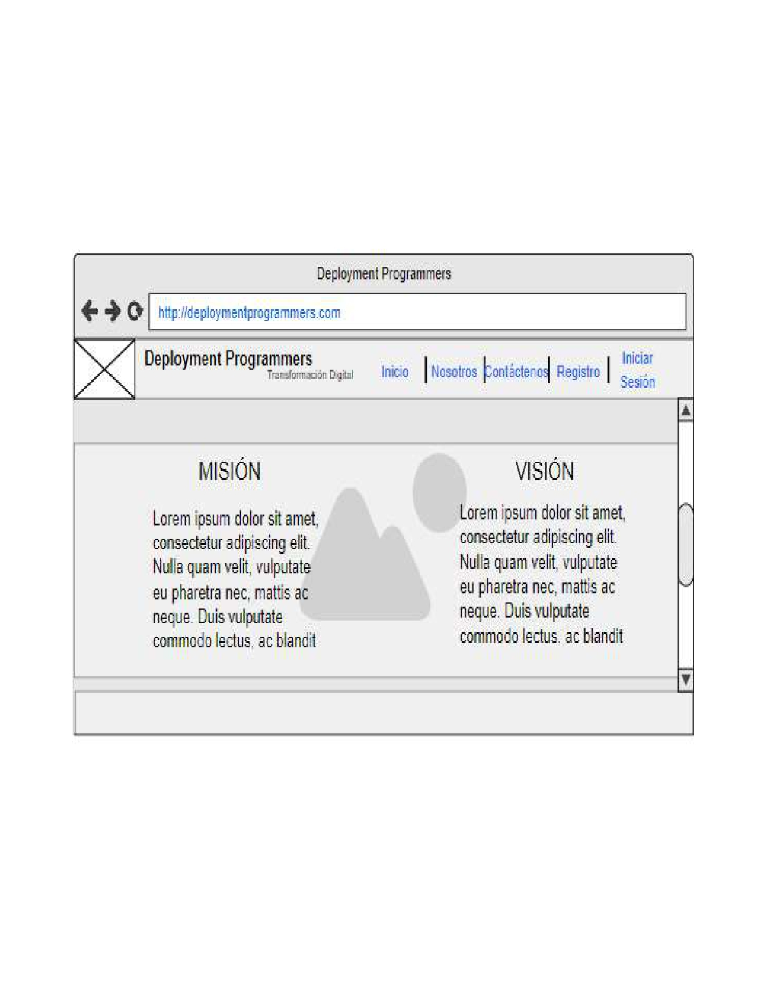 Deployment Programmers
http://deploymentprogrammers.com
Deployment Programmers
Transformación Digital
Inicio
Nosotros
Contáctenos
Registro
Iniciar
Sesión
MISIÓN
Lorem ipsum dolor sit amet,
consectetur adipiscing elit.
Nulla quam velit, vulputate
eu pharetra nec, mattis ac
neque. Duis vulputate
commodo lectus, ac blandit
VISIÓN
Lorem ipsum dolor sit amet,
consectetur adipiscing elit.
Nulla quam velit, vulputate
eu pharetra nec, mattis ac
neque. Duis vulputate
commodo lectus, ac blandit